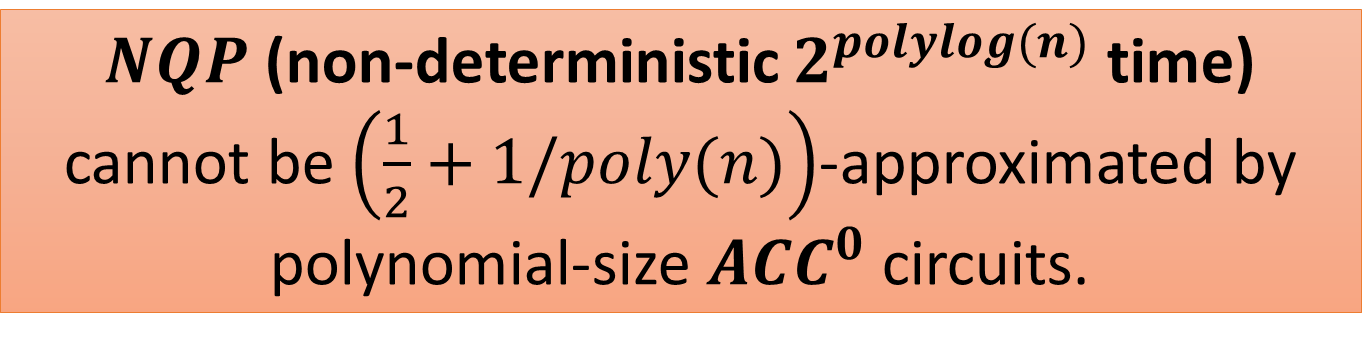 NQP (non-deterministic 2^{polylog(n)} time)
cannot be (\frac{1}{2} + 1/poly(n))-approximated by
polynomial-size ACC^0 circuits.